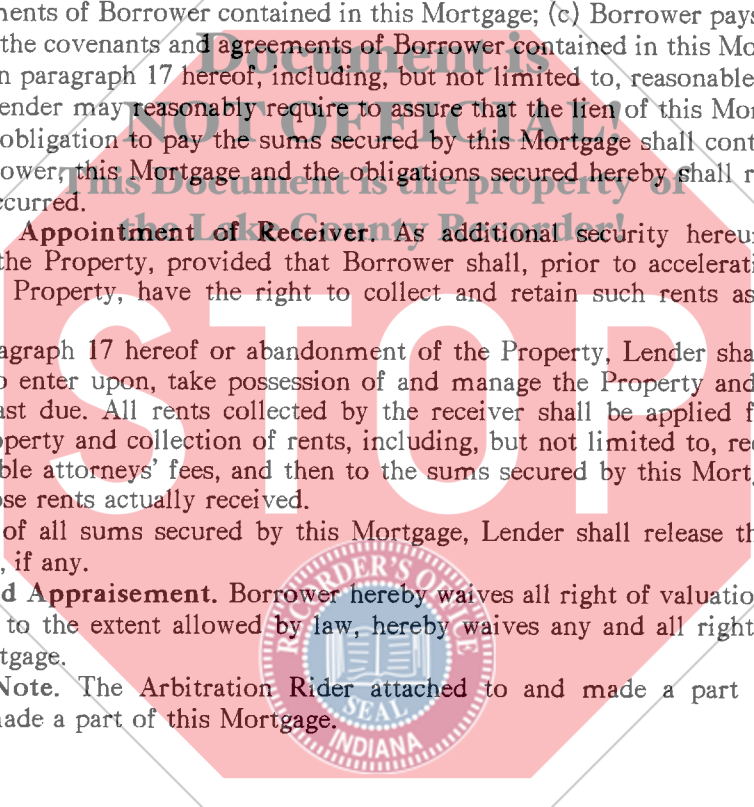 nents of Borrower contained in this Mortgage; (c) Borrower pays
the covenants and agreements of Borrower contained in this Mo
n paragraph 17 hereof, including, but not limited to, reasonable
ender may reasonably require to assure that the lien of this Mor
obligation to pay the sums secured by this Mortgage shall cont
ower, this Mortgage and the obligations secured hereby shall r
ccurred.
Appointment of Receiver. As additional security hereu
the Property, provided that Borrower shall, prior to accelerati
Property, have the right to collect and retain such rents as
agraph 17 hereof or abandonment of the Property, Lender sha
o enter upon, take possession of and manage the Property and
ast due. All rents collected by the receiver shall be applied f
operty and collection of rents, including, but not limited to, re
ble attorneys' fees, and then to the sums secured by this Mort
ose rents actually received.
of all sums secured by this Mortgage, Lender shall release th
, if any.
d Appraisement. Borrower hereby waives all right of valuatio
to the extent allowed by law, hereby waives any and all right
tgage.
Note. The Arbitration Rider attached to and made a part
nade a part of this Mortgage.
Document is
NOT OFFICIAL!
This Document is the property of
the Lake County Recorder!
STOP
RECORDER'S OFFICE
SEAL
INDIANA